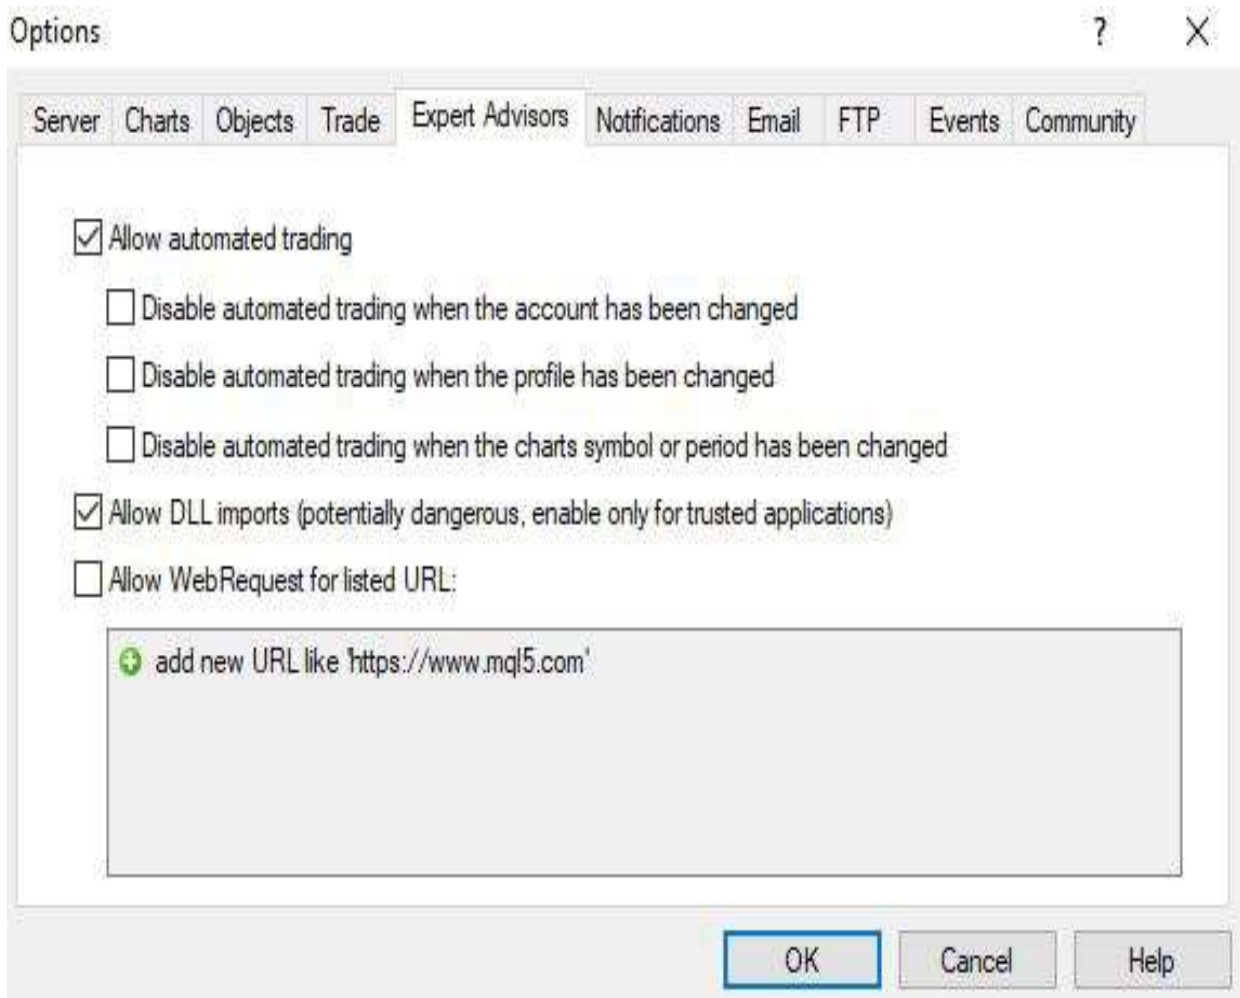 Options ?
Server Charts Objects Trade Expert Advisors Notifications Email FTP Events Community
Allow automated trading
Disable automated trading when the account has been changed
Disable automated trading when the profile has been changed
Disable automated trading when the charts symbol or period has been changed
Allow DLL imports (potentially dangerous, enable only for trusted applications)
Allow WebRequest for listed URL:
add new URL like 'https://www.mql5.com'
OK Cancel Help